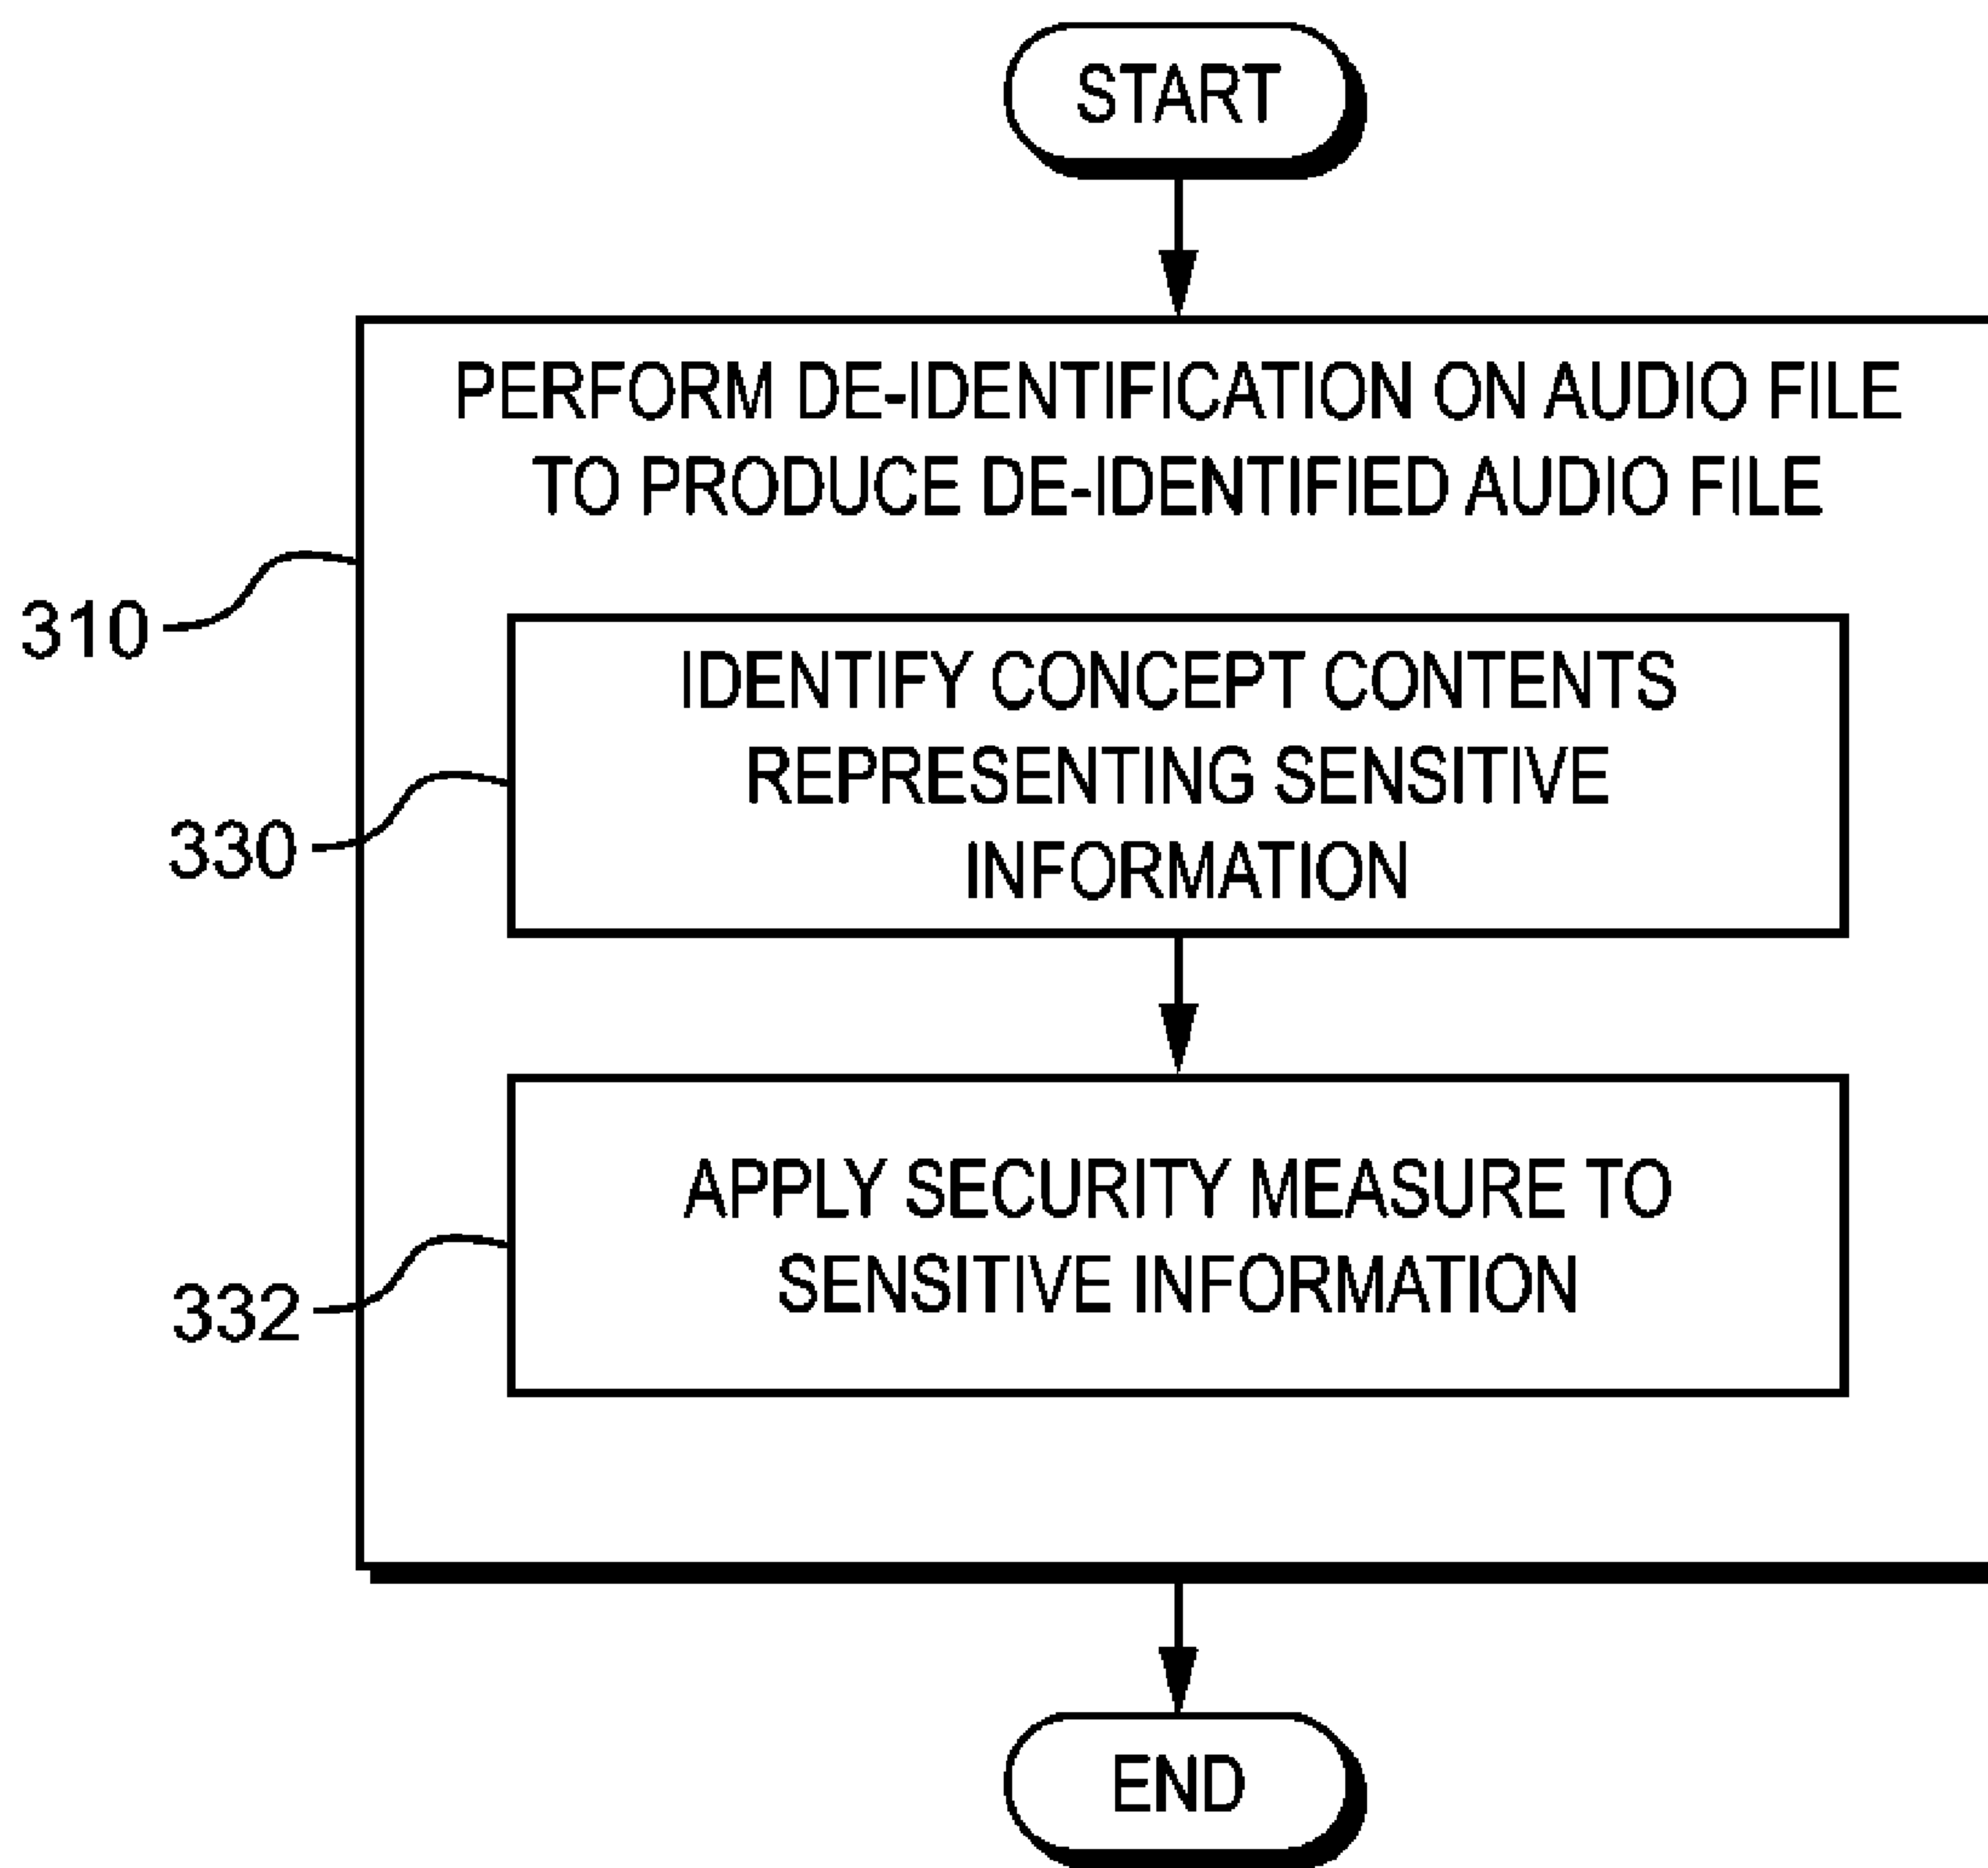 START
PERFORM DE-IDENTIFICATION ON AUDIO FILE
TO PRODUCE DE-IDENTIFIED AUDIO FILE
310
IDENTIFY CONCEPT CONTENTS
REPRESENTING SENSITIVE
INFORMATION
330
APPLY SECURITY MEASURE TO
SENSITIVE INFORMATION
332
END